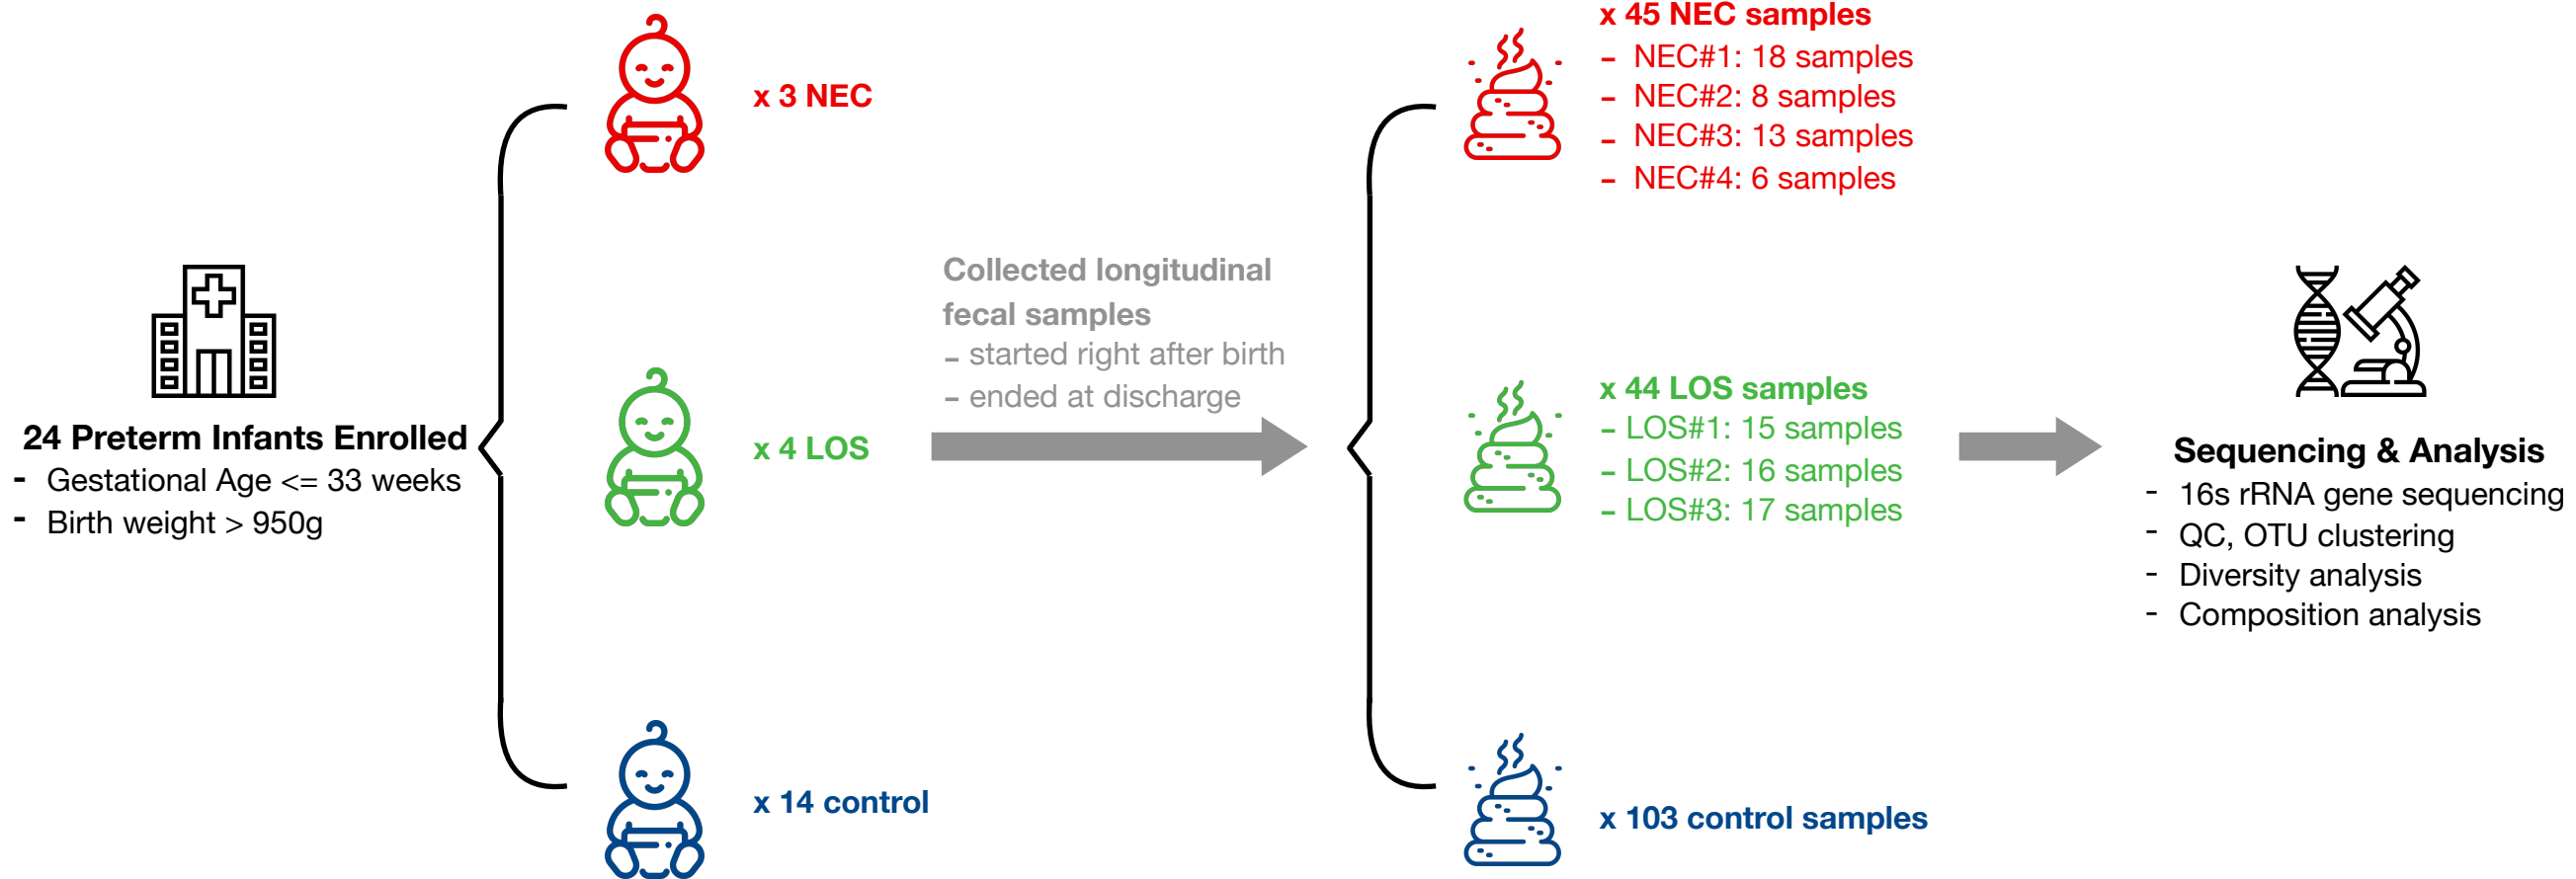 24 Preterm Infants Enrolled
- Gestational Age <= 33 weeks
- Birth weight > 950g
x 3 NEC
x 4 LOS
x 14 control
Collected longitudinal
fecal samples
- started right after birth
- ended at discharge
x 45 NEC samples
- NEC#1: 18 samples
- NEC#2: 8 samples
- NEC#3: 13 samples
- NEC#4: 6 samples
x 44 LOS samples
- LOS#1: 15 samples
- LOS#2: 16 samples
- LOS#3: 17 samples
x 103 control samples
Sequencing & Analysis
- 16s rRNA gene sequencing
- QC, OTU clustering
- Diversity analysis
- Composition analysis